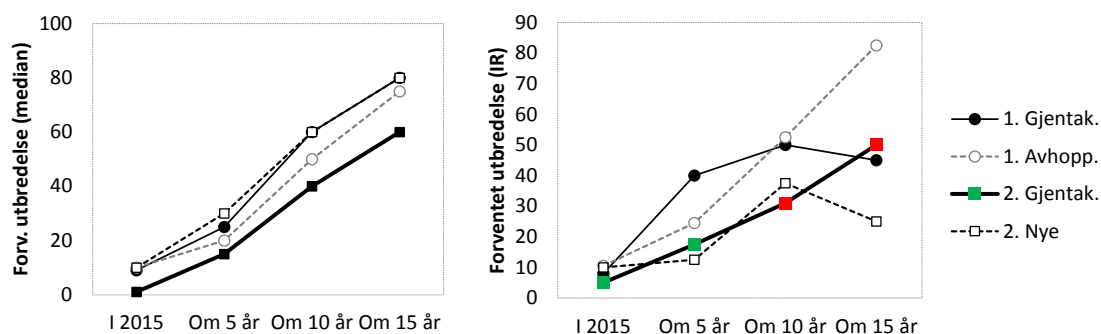 Forv. utbredelse (median)
100
80
60
40
20
0
I 2015 Om 5 år Om 10 år Om 15 år
Forventet utbredelse (IR)
90
80
70
60
50
40
30
20
10
0
I 2015 Om 5 år Om 10 år Om 15 år
1. Gjentak.
1. Avhopp.
2. Gjentak.
2. Nye